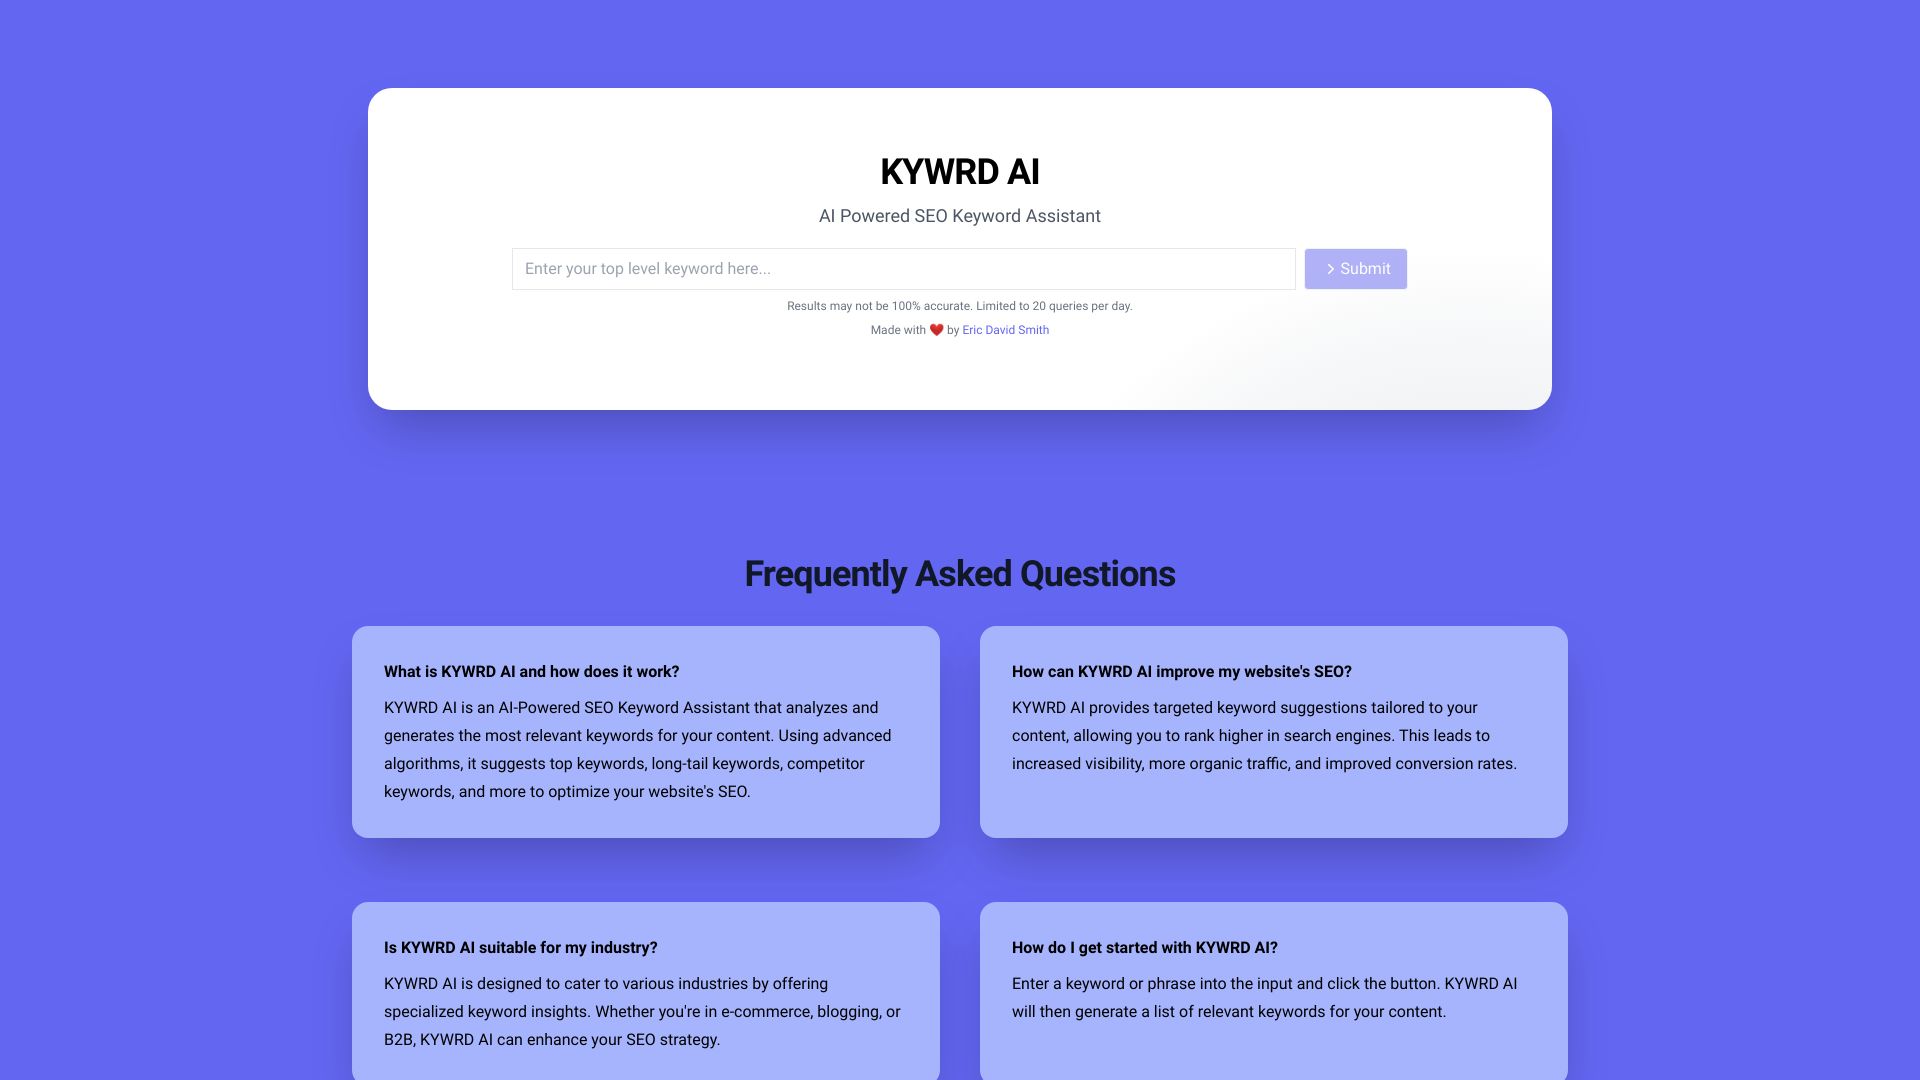 KYWRD AI
AI Powered SEO Keyword Assistant
Enter your top level keyword here...
Submit
Results may not be 100% accurate. Limited to 20 queries per day.
Made with ❤️ by Eric David Smith
Frequently Asked Questions
What is KYWRD AI and how does it work?
KYWRD AI is an AI-Powered SEO Keyword Assistant that analyzes and
generates the most relevant keywords for your content. Using advanced
algorithms, it suggests top keywords, long-tail keywords, competitor
keywords, and more to optimize your website's SEO.
How can KYWRD AI improve my website's SEO?
KYWRD AI provides targeted keyword suggestions tailored to your
content, allowing you to rank higher in search engines. This leads to
increased visibility, more organic traffic, and improved conversion rates.
Is KYWRD AI suitable for my industry?
KYWRD AI is designed to cater to various industries by offering
specialized keyword insights. Whether you're in e-commerce, blogging, or
B2B, KYWRD AI can enhance your SEO strategy.
How do I get started with KYWRD AI?
Enter a keyword or phrase into the input and click the button. KYWRD AI
will then generate a list of relevant keywords for your content.